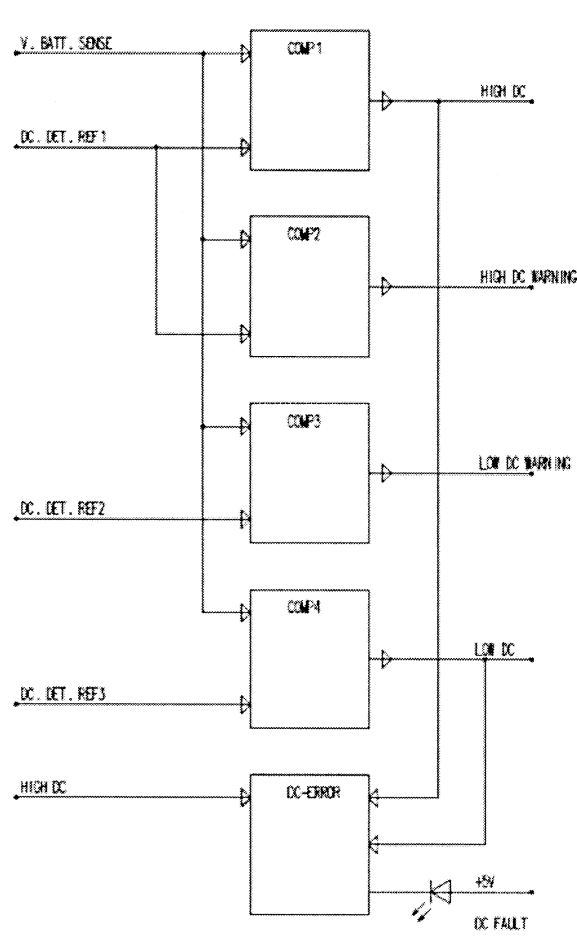 V. BATT. SENSE
COMP1
HIGH DC
DC. DET. REF1
COMP2
HIGH DC WARNING
COMP3
LOW DC WARNING
DC. DET. REF2
COMP4
LOW DC
DC. DET. REF3
HIGH DC
DC-ERROR
+5V
DC FAULT